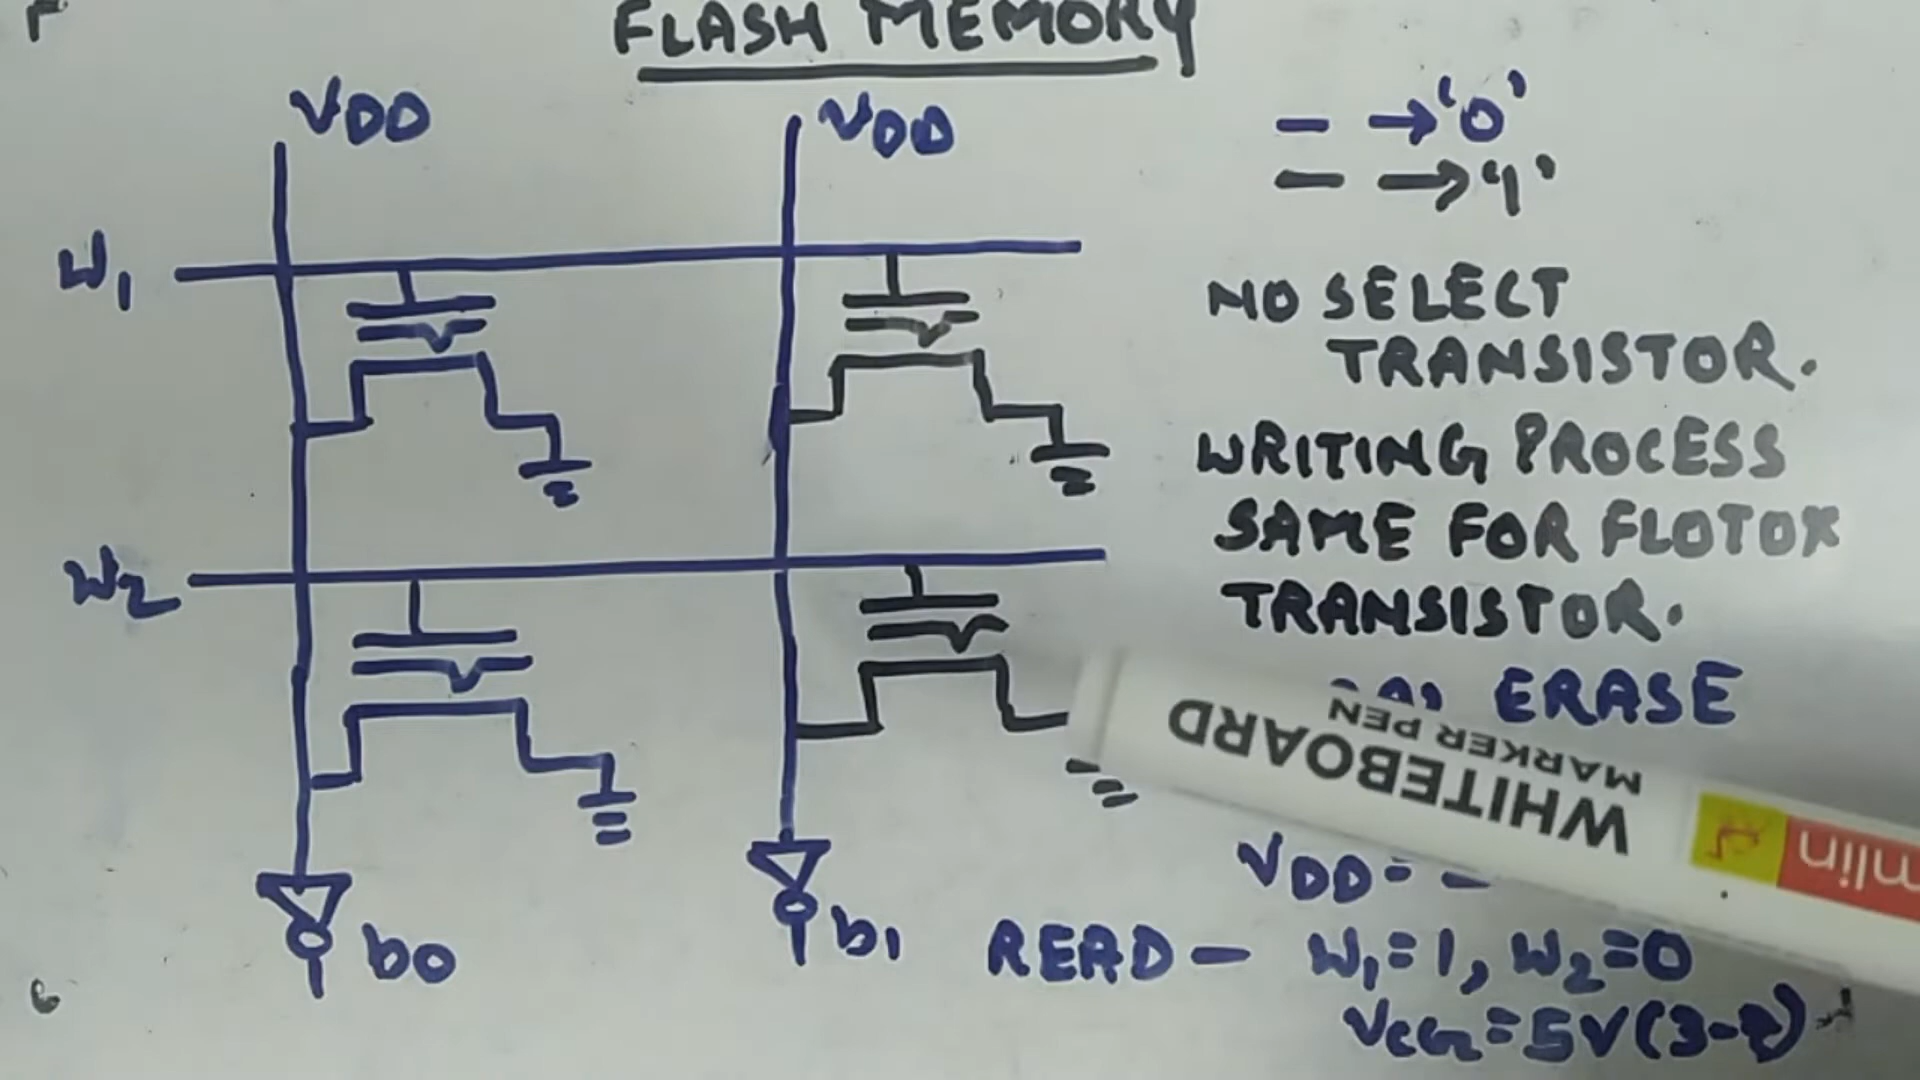 FLASH MEMORY
VDD
VDD
— → '0'
— → '1'
W1
NO SELECT
TRANSISTOR.
WRITING PROCESS
SAME FOR FLOTOX
W2
TRANSISTOR.
ERASE
WHITEBOARD
MARKER PEN
mlin
VDD = -
b0
b1
READ — W1=1, W2=0
VCG=5V(3-